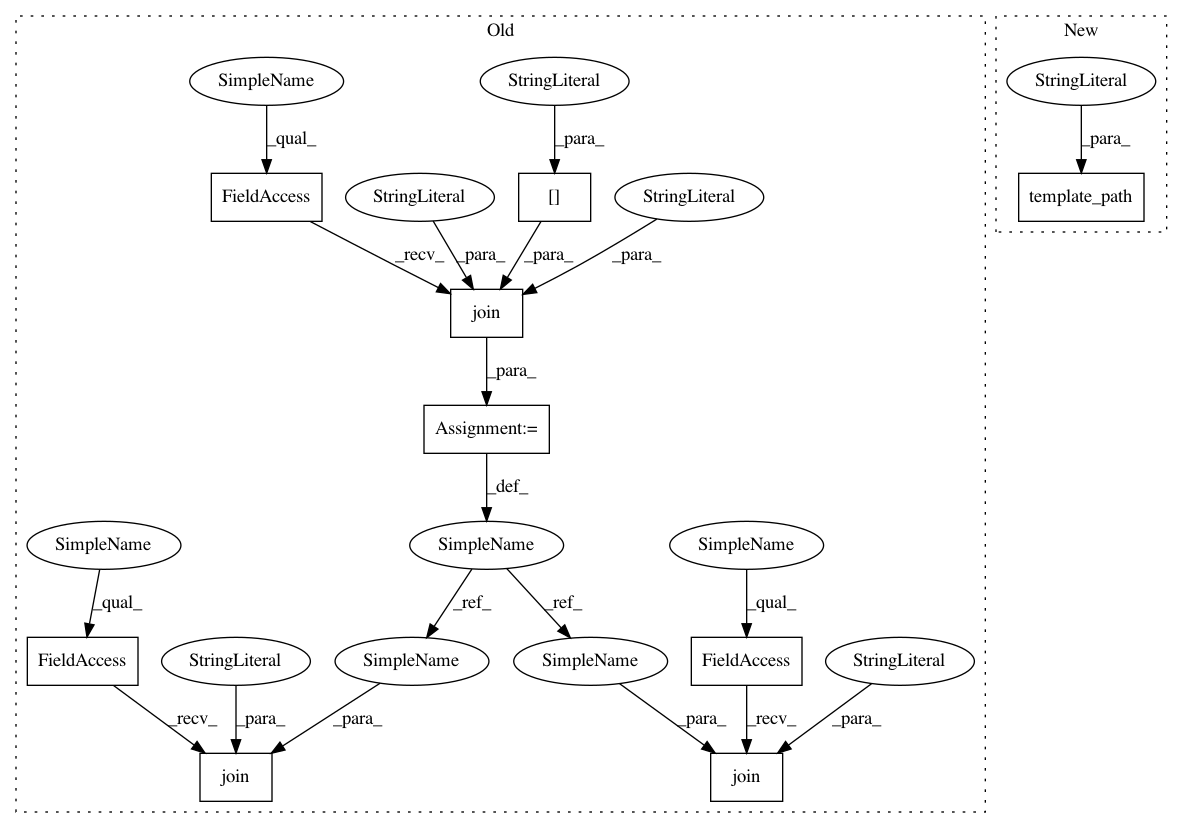 Old
New
SimpleName
StringLiteral
StringLiteral
_qual_
_para_
_para_
FieldAccess
StringLiteral
[]
StringLiteral
template_path
_recv_
_para_
_para_
_para_
join
_para_
Assignment:=
_def_
SimpleName
SimpleName
SimpleName
_qual_
_ref_
_ref_
_qual_
FieldAccess
StringLiteral
SimpleName
SimpleName
FieldAccess
StringLiteral
_recv_
_para_
_para_
_para_
_recv_
_para_
join
join